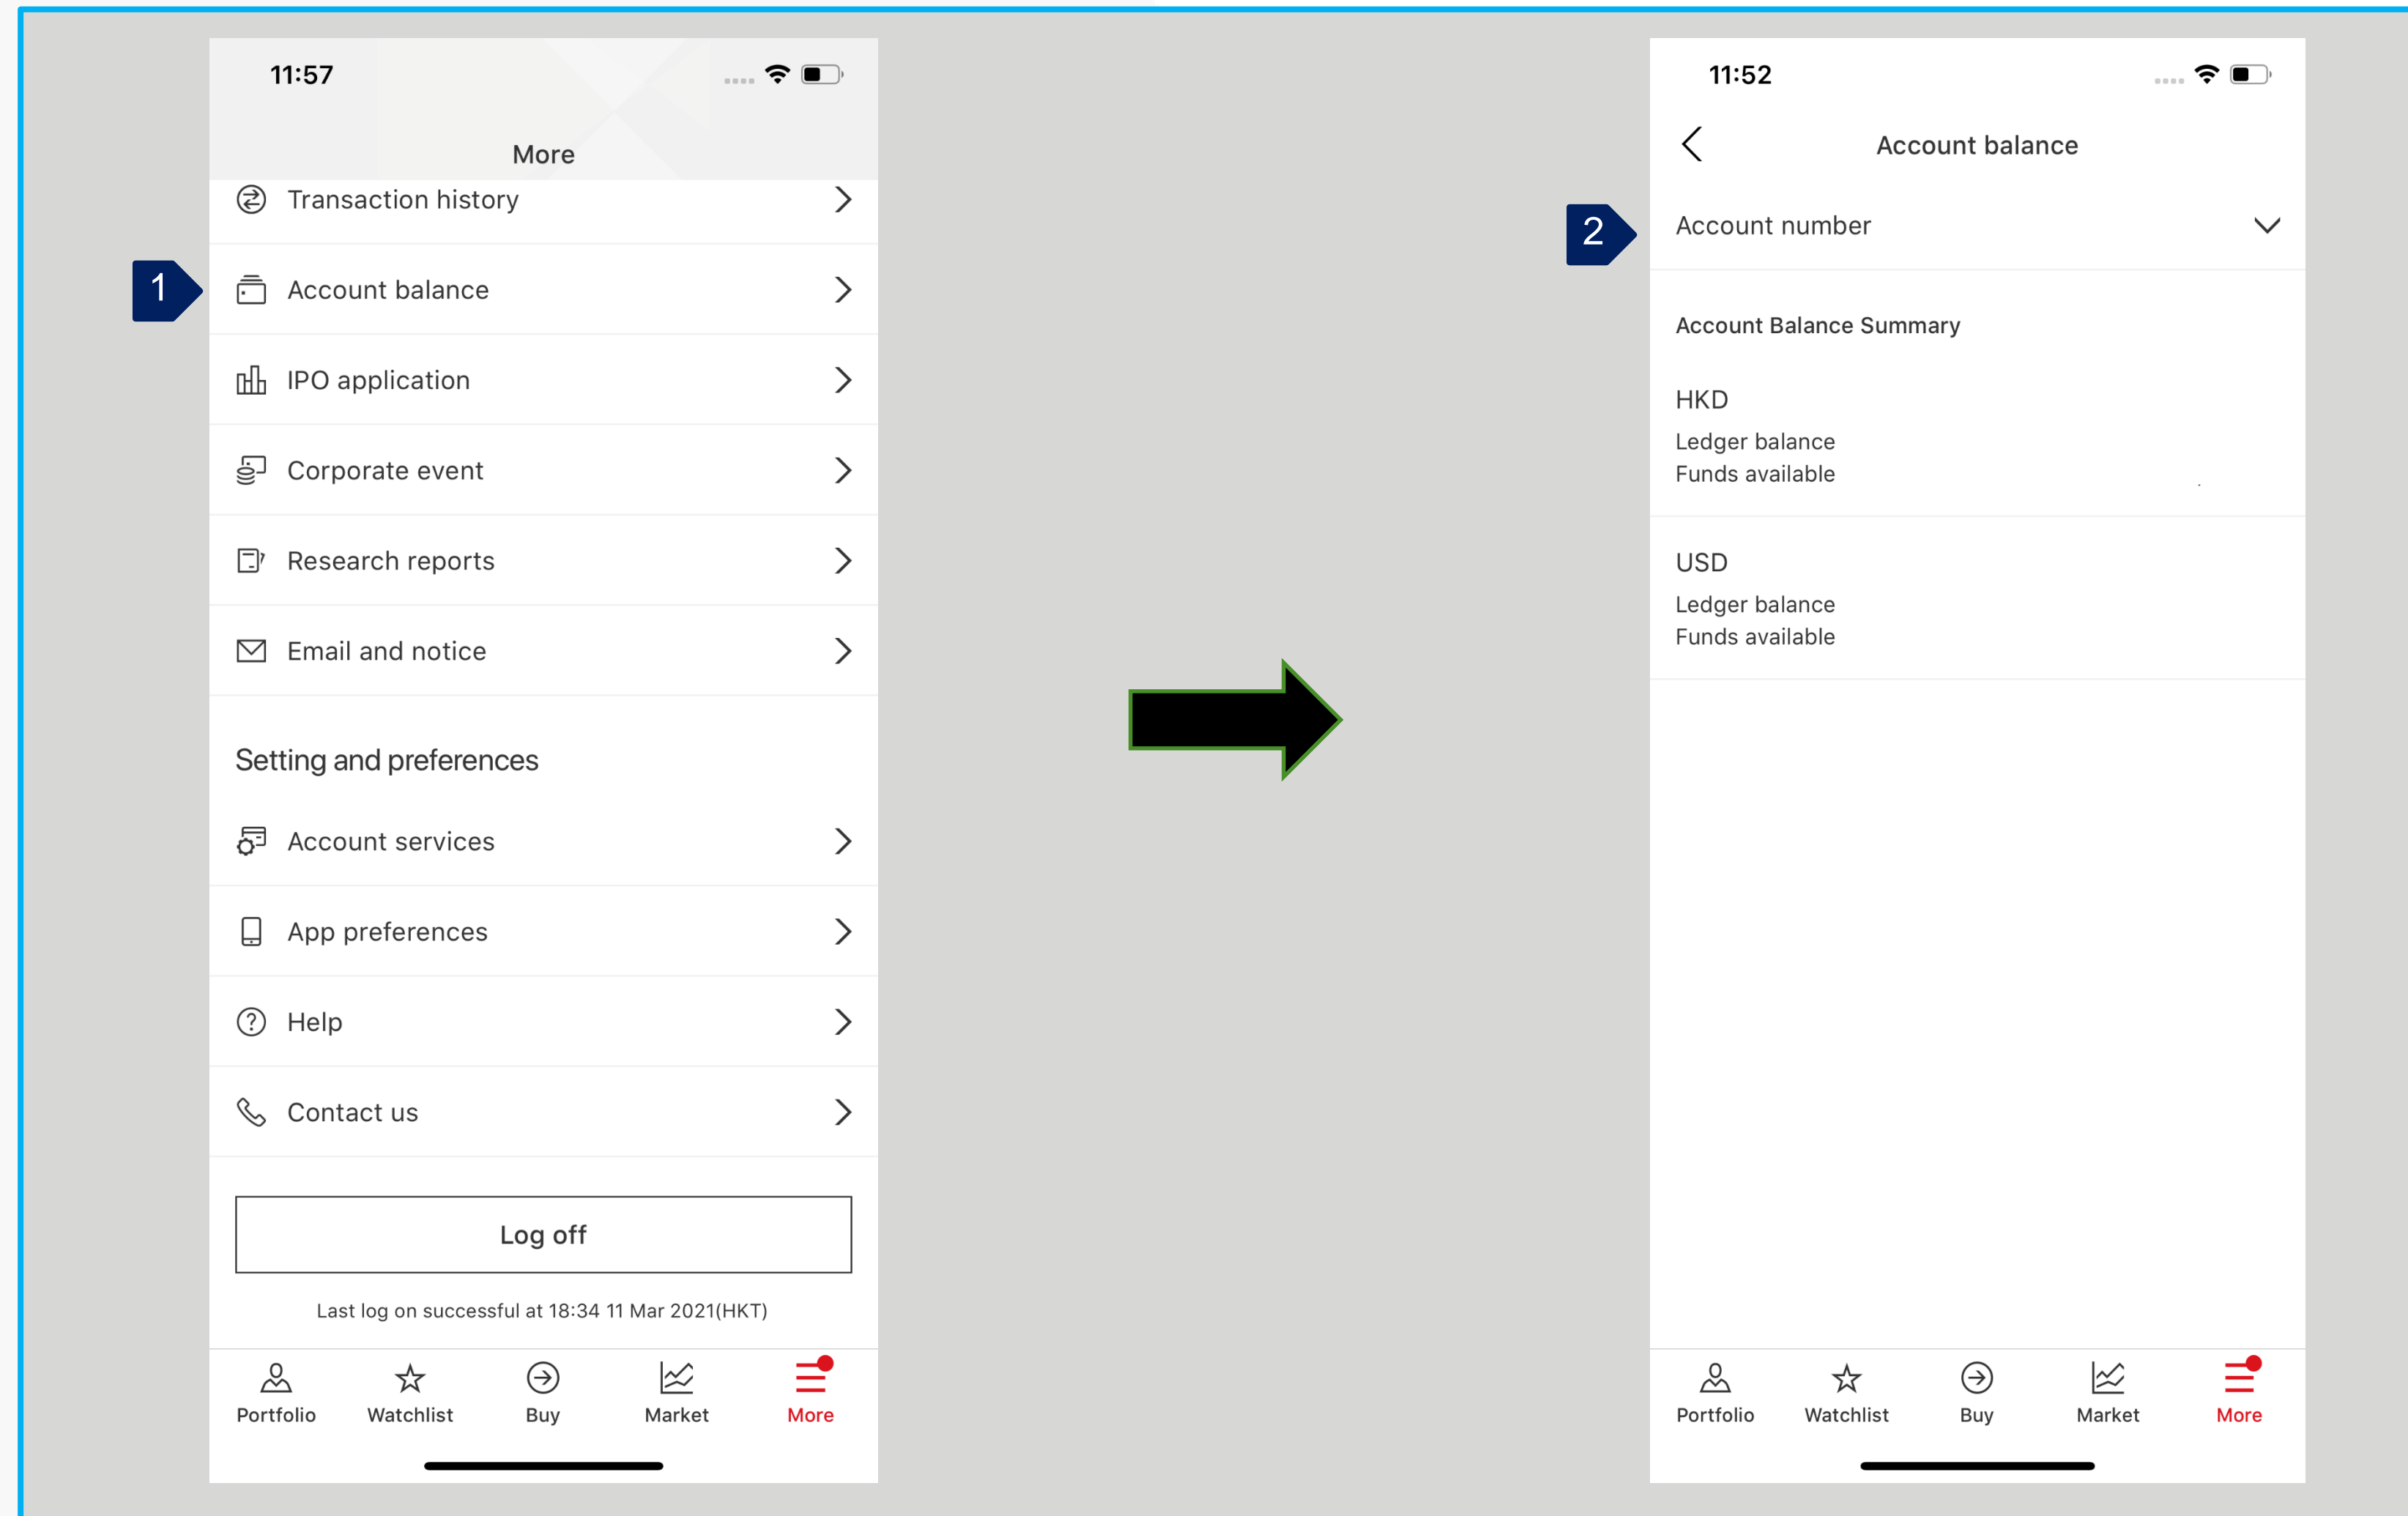 11:57
More
Transaction history
1
Account balance
IPO application
Corporate event
Research reports
Email and notice
Setting and preferences
Account services
App preferences
Help
Contact us
Log off
Last log on successful at 18:34 11 Mar 2021(HKT)
Portfolio Watchlist Buy Market More
11:52
Account balance
2
Account number
Account Balance Summary
HKD
Ledger balance
Funds available
USD
Ledger balance
Funds available
Portfolio Watchlist Buy Market More